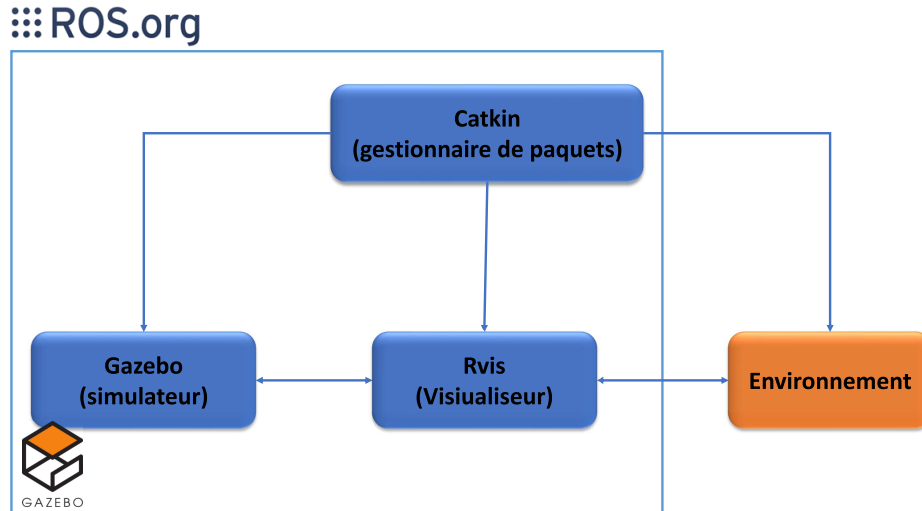 ROS.org
Catkin
(gestionnaire de paquets)
Gazebo
(simulateur)
Rvis
(Visiualiseur)
Environnement
GAZEBO